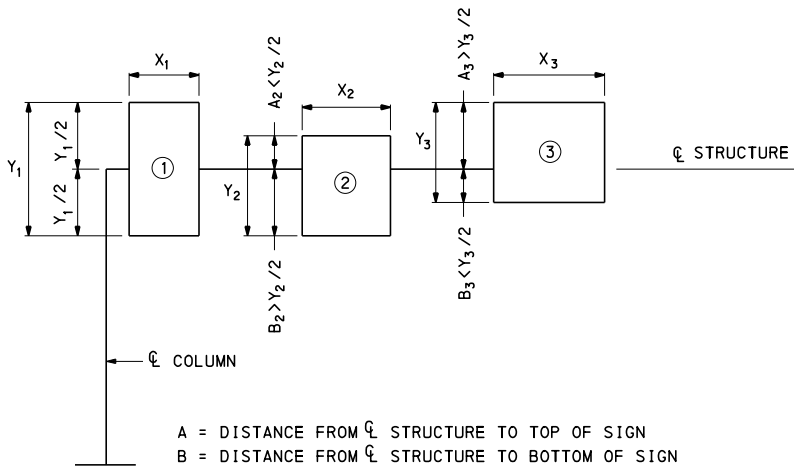 X₁
X₂
X₃
Y₁
Y₁/2
Y₁/2
A₂<Y₂/2
Y₂
B₂>Y₂/2
A₃>Y₃/2
Y₃
B₃<Y₃/2
①
②
③
℄ STRUCTURE
℄ COLUMN
A = DISTANCE FROM ℄ STRUCTURE TO TOP OF SIGN
B = DISTANCE FROM ℄ STRUCTURE TO BOTTOM OF SIGN